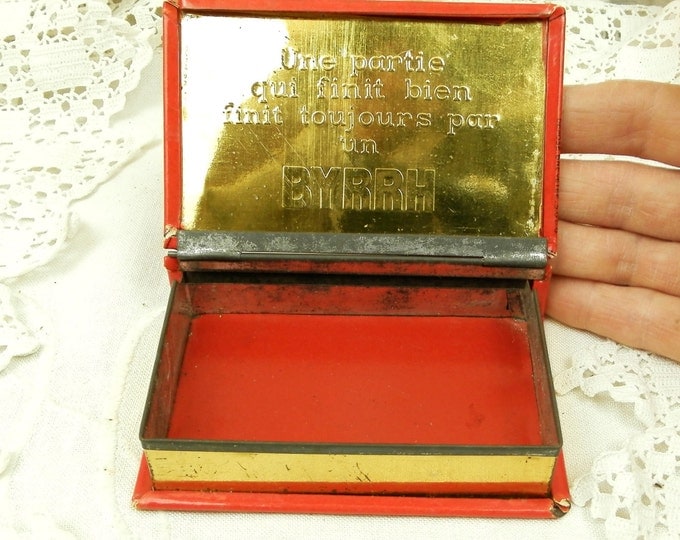 Une partie
qui finit bien
finit toujours par
un
BYRRH